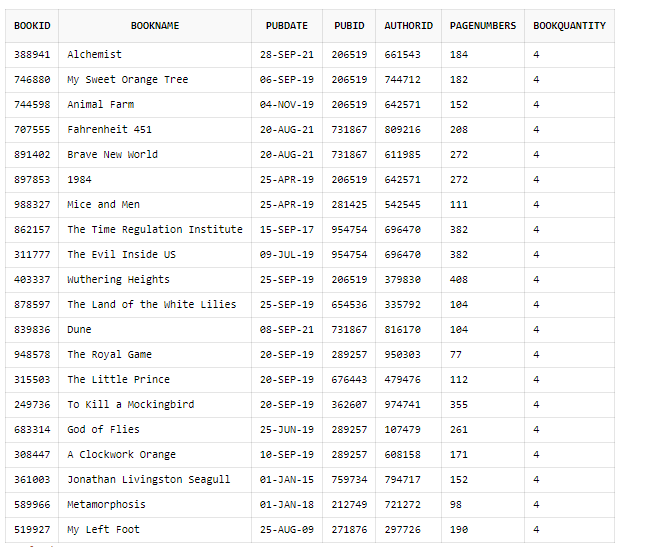 BOOKID BOOKNAME PUBDATE PUBID AUTHORID PAGENUMBERS BOOKQUANTITY
388941 Alchemist 28-SEP-21 206519 661543 184 4
746880 My Sweet Orange Tree 06-SEP-19 206519 744712 182 4
744598 Animal Farm 04-NOV-19 206519 642571 152 4
707555 Fahrenheit 451 20-AUG-21 731867 809216 208 4
891402 Brave New World 20-AUG-21 731867 611985 272 4
897853 1984 25-APR-19 206519 642571 272 4
988327 Mice and Men 25-APR-19 281425 542545 111 4
862157 The Time Regulation Institute 15-SEP-17 954754 696470 382 4
311777 The Evil Inside US 09-JUL-19 954754 696470 382 4
403337 Wuthering Heights 25-SEP-19 206519 379830 408 4
878597 The Land of the White Lilies 25-SEP-19 654536 335792 104 4
839836 Dune 08-SEP-21 731867 816170 104 4
948578 The Royal Game 20-SEP-19 289257 950303 77 4
315503 The Little Prince 20-SEP-19 676443 479476 112 4
249736 To Kill a Mockingbird 20-SEP-19 362607 974741 355 4
683314 God of Flies 25-JUN-19 289257 107479 261 4
308447 A Clockwork Orange 10-SEP-19 289257 608158 171 4
361003 Jonathan Livingston Seagull 01-JAN-15 759734 794717 152 4
589966 Metamorphosis 01-JAN-18 212749 721272 98 4
519927 My Left Foot 25-AUG-09 271876 297726 190 4